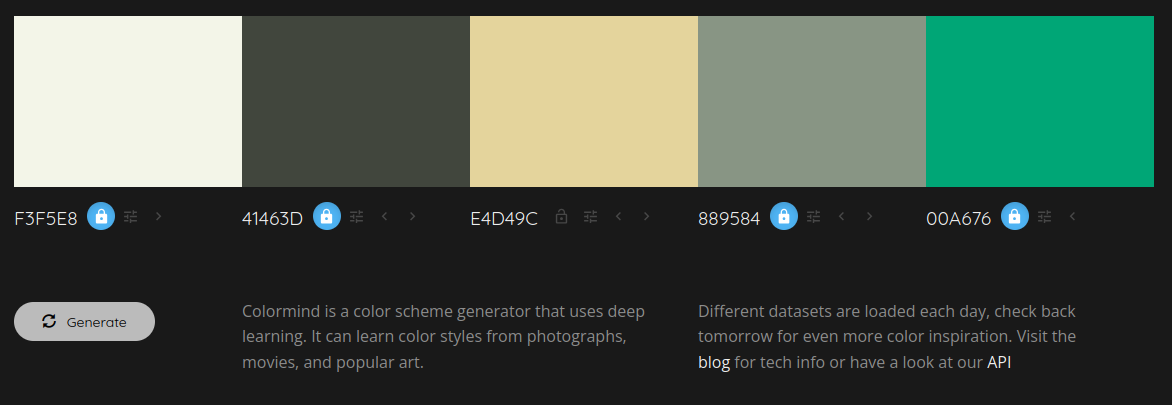 F3F5E8 41463D E4D49C 889584 00A676
Generate
Colormind is a color scheme generator that uses deep
learning. It can learn color styles from photographs,
movies, and popular art.
Different datasets are loaded each day, check back
tomorrow for even more color inspiration. Visit the
blog for tech info or have a look at our API